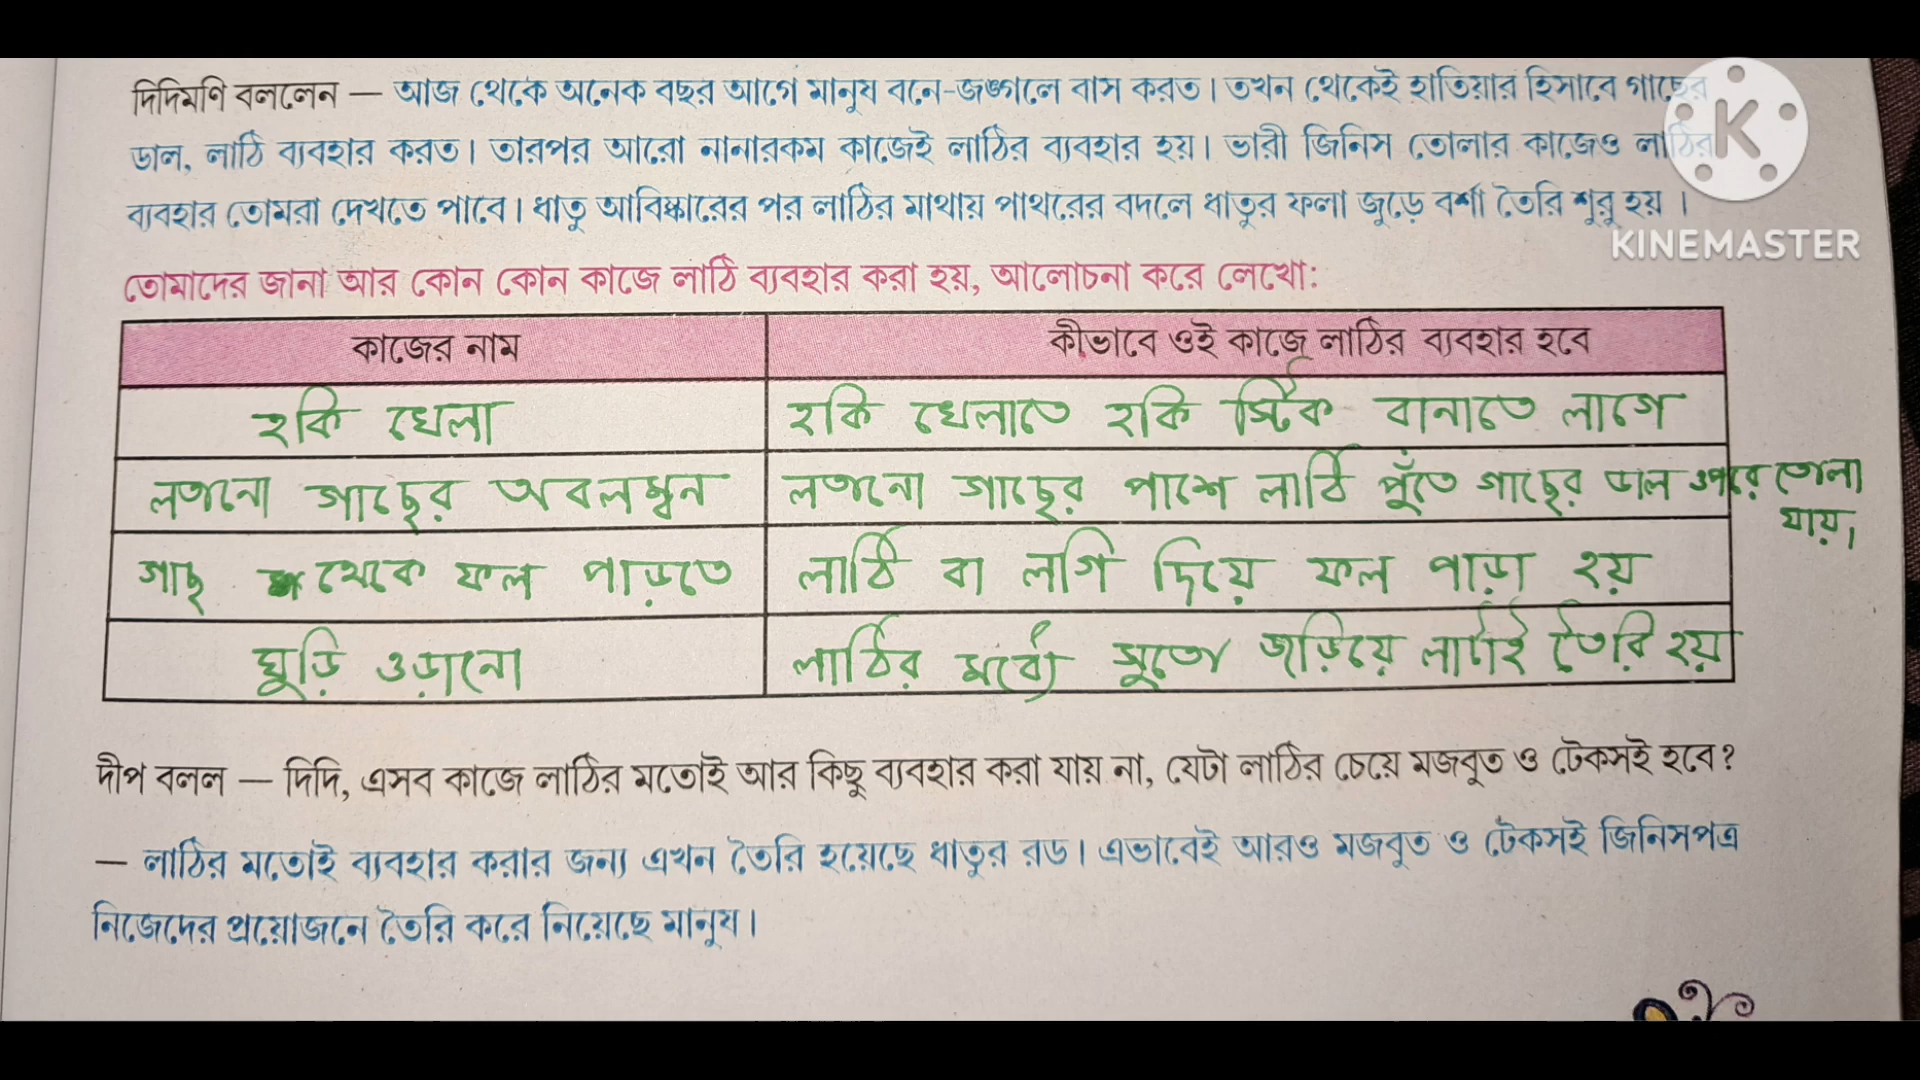 দিদিমণি বললেন — আজ থেকে অনেক বছর আগে মানুষ বনে-জঙ্গলে বাস করত। তখন থেকেই হাতিয়ার হিসাবে গাছের
ডাল, লাঠি ব্যবহার করত। তারপর আরো নানারকম কাজেই লাঠির ব্যবহার হয়। ভারী জিনিস তোলার কাজেও লাঠির
ব্যবহার তোমরা দেখতে পাবে। ধাতু আবিষ্কারের পর লাঠির মাথায় পাথরের বদলে ধাতুর ফলা জুড়ে বর্শা তৈরি শুরু হয় ।
KINEMASTER
তোমাদের জানা আর কোন কোন কাজে লাঠি ব্যবহার করা হয়, আলোচনা করে লেখো:
কাজের নাম কীভাবে ওই কাজে লাঠির ব্যবহার হবে
হকি খেলা হকি খেলাতে হকি স্টিক বানাতে লাগে
লতানো গাছের অবলম্বন লতানো গাছের পাশে লাঠি পুঁতে গাছের ডাল ওপরে তোলা
যায়।
গাছ থেকে ফল পাড়তে লাঠি বা লগি দিয়ে ফল পাড়া হয়
ঘুড়ি ওড়ানো লাঠির মধ্যে সুতো জড়িয়ে লাটাই তৈরি হয়
দীপ বলল — দিদি, এসব কাজে লাঠির মতোই আর কিছু ব্যবহার করা যায় না, যেটা লাঠির চেয়ে মজবুত ও টেকসই হবে?
— লাঠির মতোই ব্যবহার করার জন্য এখন তৈরি হয়েছে ধাতুর রড। এভাবেই আরও মজবুত ও টেকসই জিনিসপত্র
নিজেদের প্রয়োজনে তৈরি করে নিয়েছে মানুষ।